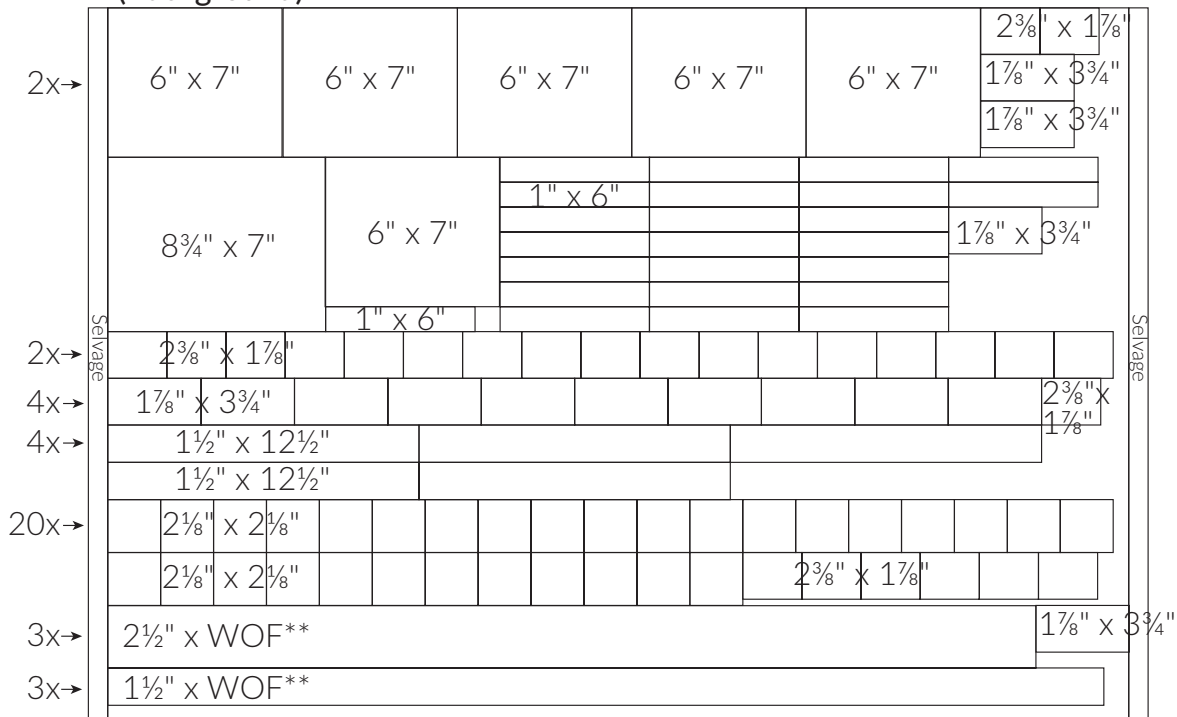 2⅜" x 1⅞"
2x→ 6" x 7" 6" x 7" 6" x 7" 6" x 7" 6" x 7" 1⅞" x 3¾"
1⅞" x 3¾"
1" x 6"
8¾" x 7" 6" x 7" 1⅞" x 3¾"
1" x 6"
Selvage Selvage
2x→ 2⅜" x 1⅞"
4x→ 1⅞" x 3¾" 2⅜"x
1⅞"
4x→ 1½" x 12½"
1½" x 12½"
20x→ 2⅛" x 2⅛"
2⅛" x 2⅛" 2⅜" x 1⅞"
3x→ 2½" x WOF** 1⅞" x 3¾"
3x→ 1½" x WOF**